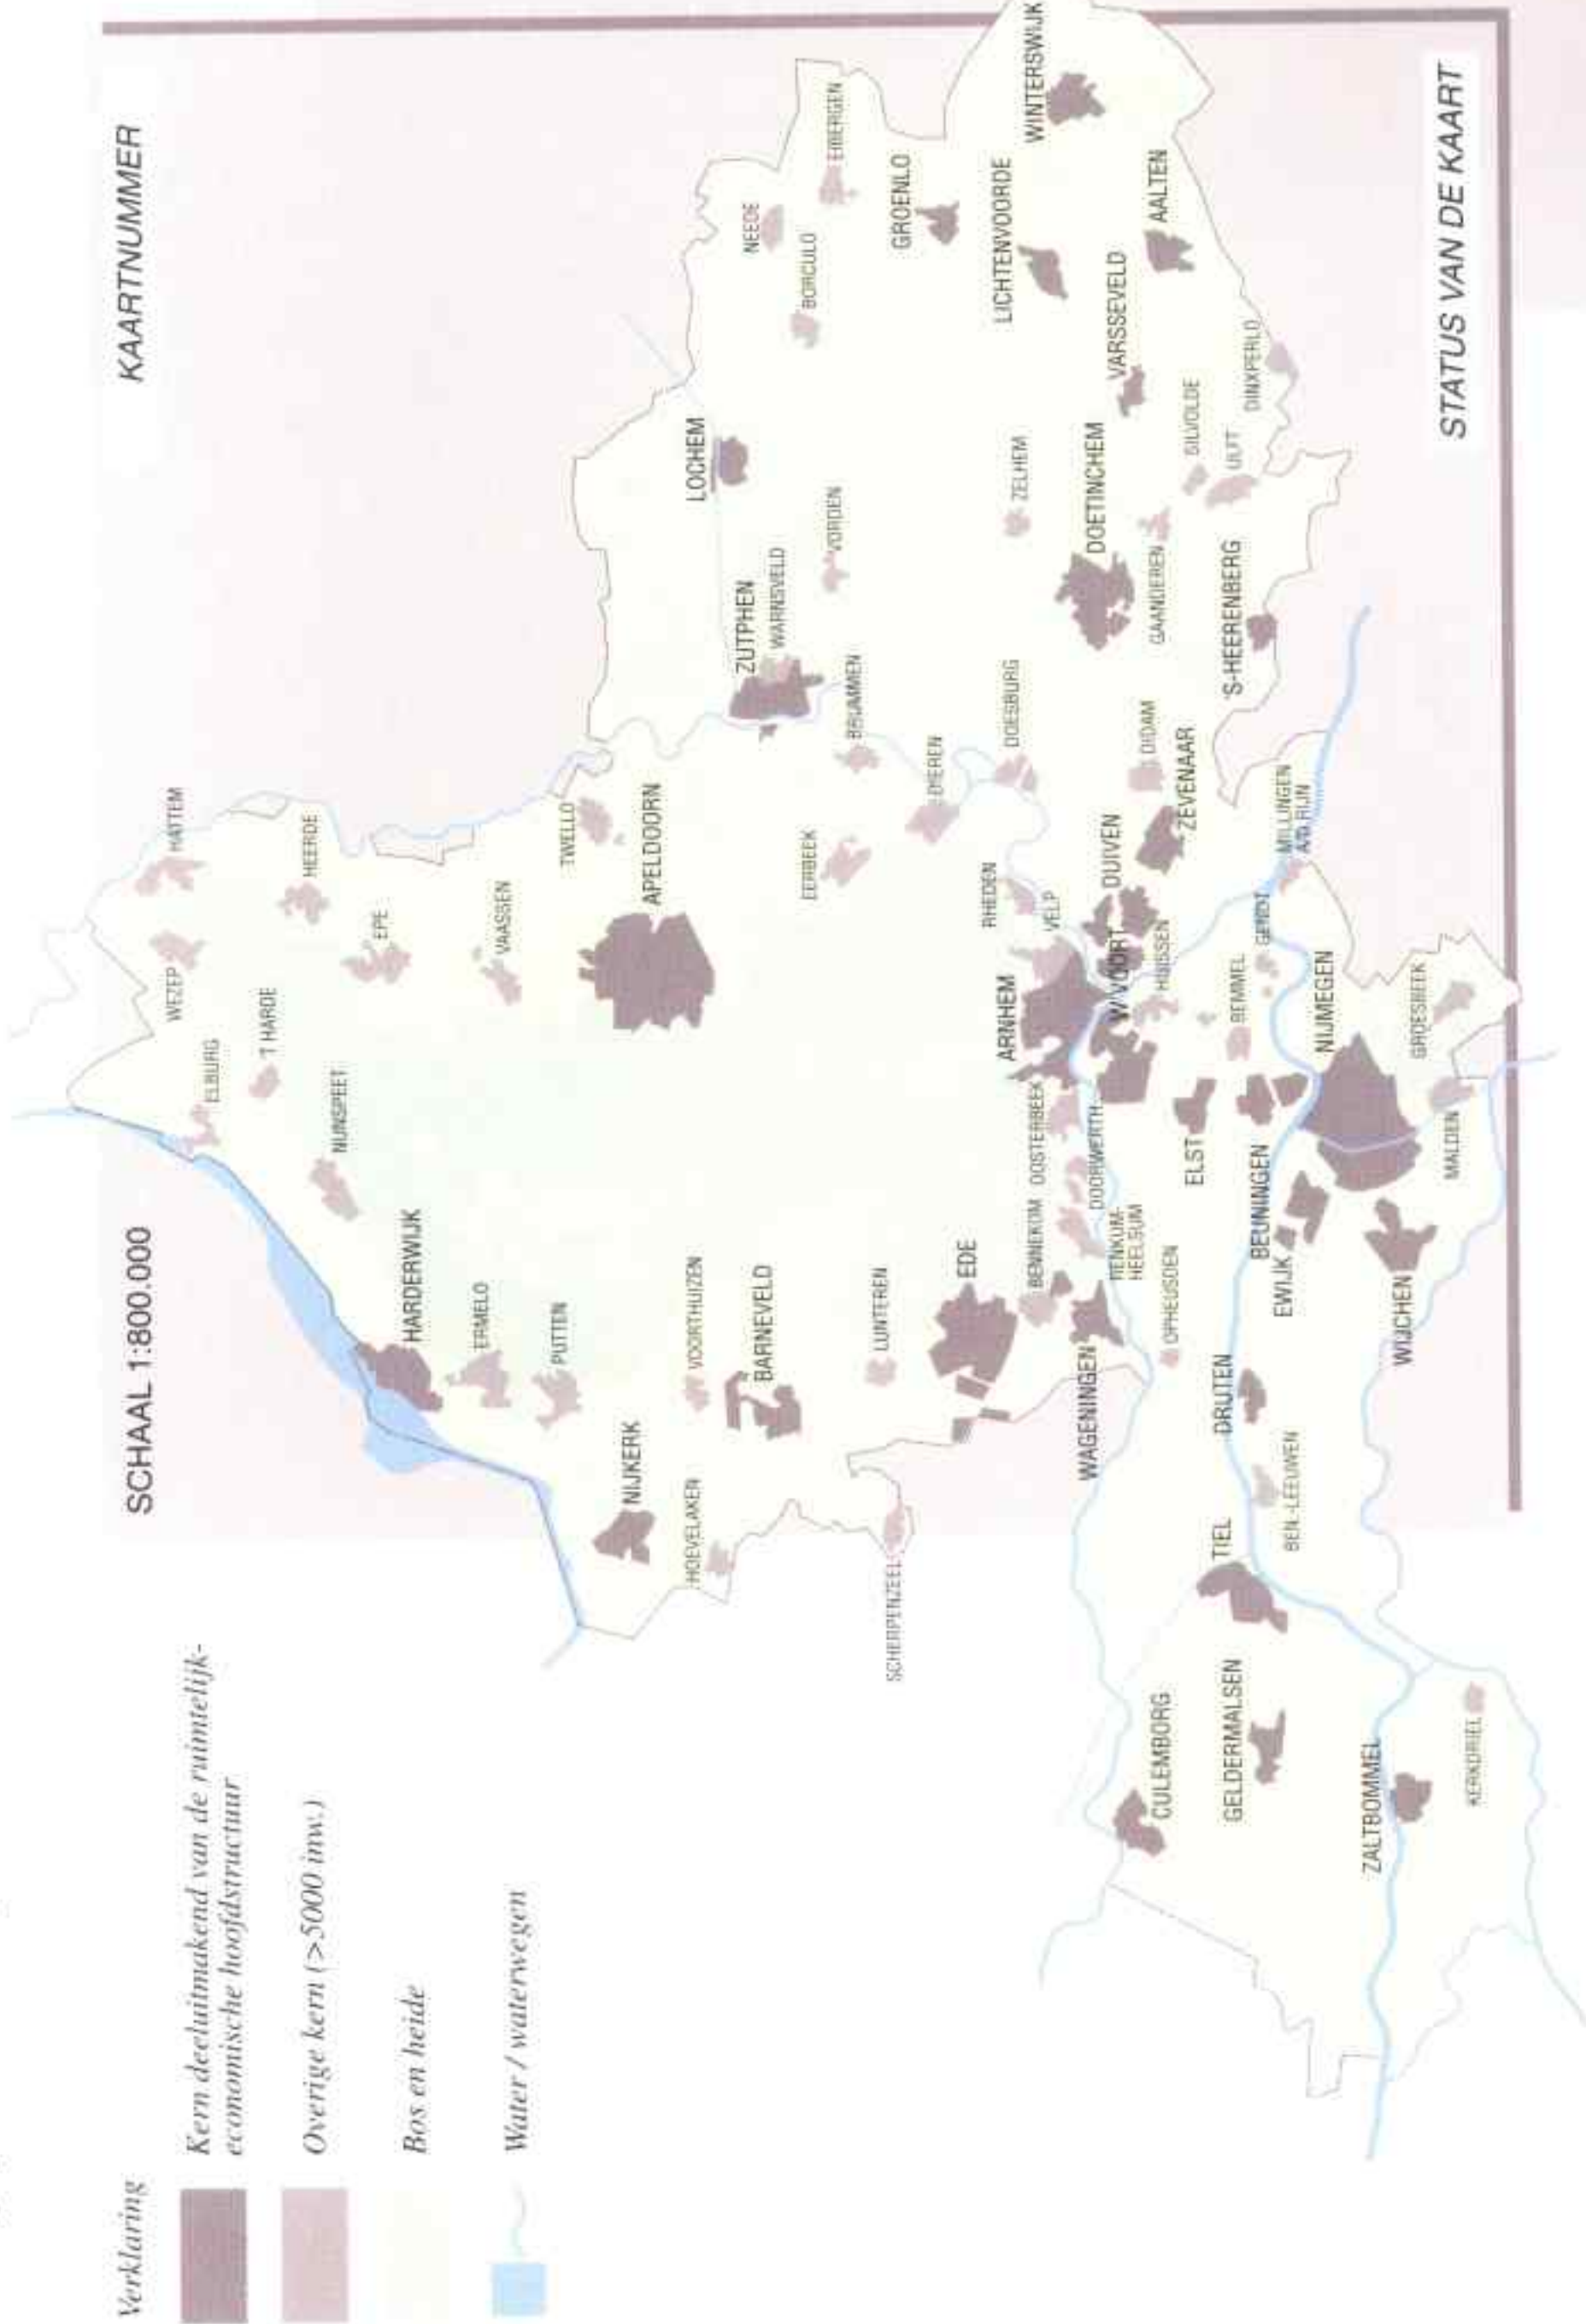 Verklaring
Kern deeluitmakend van de ruimtelijk-
economische hoofdstructuur
Overige kern (>5000 inw.)
Bos en heide
Water / waterwegen
SCHAAL 1:800.000
KAARTNUMMER
STATUS VAN DE KAART
HATTEM
WEZEP
HEERDE
ELBURG
'T HARDE
EPE
NUNSPEET
VAASSEN
HARDERWIJK
ERMELO
PUTTEN
TWELLO
APELDOORN
NIJKERK
HOEVELAKEN
VOORTHUIZEN
BARNEVELD
LUNTEREN
SCHERPENZEEL
EDE
LOCHEM
ZUTPHEN
WARNSVELD
VORDEN
BRUMMEN
EERBEEK
DIEREN
DOESBURG
NEEDE
BORCULO
EIBERGEN
GROENLO
LICHTENVOORDE
WINTERSWIJK
AALTEN
VARSSEVELD
ZELHEM
DOETINCHEM
SILVOLDE
ULFT
DINXPERLO
GAANDEREN
'S-HEERENBERG
DIDAM
ZEVENAAR
DUIVEN
RHEDEN
VELP
ARNHEM
W'VOORT
HUISSEN
MILLINGEN
A/D RIJN
GENDT
BEMMEL
NIJMEGEN
GROESBEEK
MALDEN
OOSTERBEEK
DOORWERTH
BENNEKOM
RENKUM-
HEELSUM
WAGENINGEN
OPHEUSDEN
ELST
BEUNINGEN
EWIJK
WIJCHEN
DRUTEN
BEN.-LEEUWEN
TIEL
CULEMBORG
GELDERMALSEN
ZALTBOMMEL
KERKDRIEL